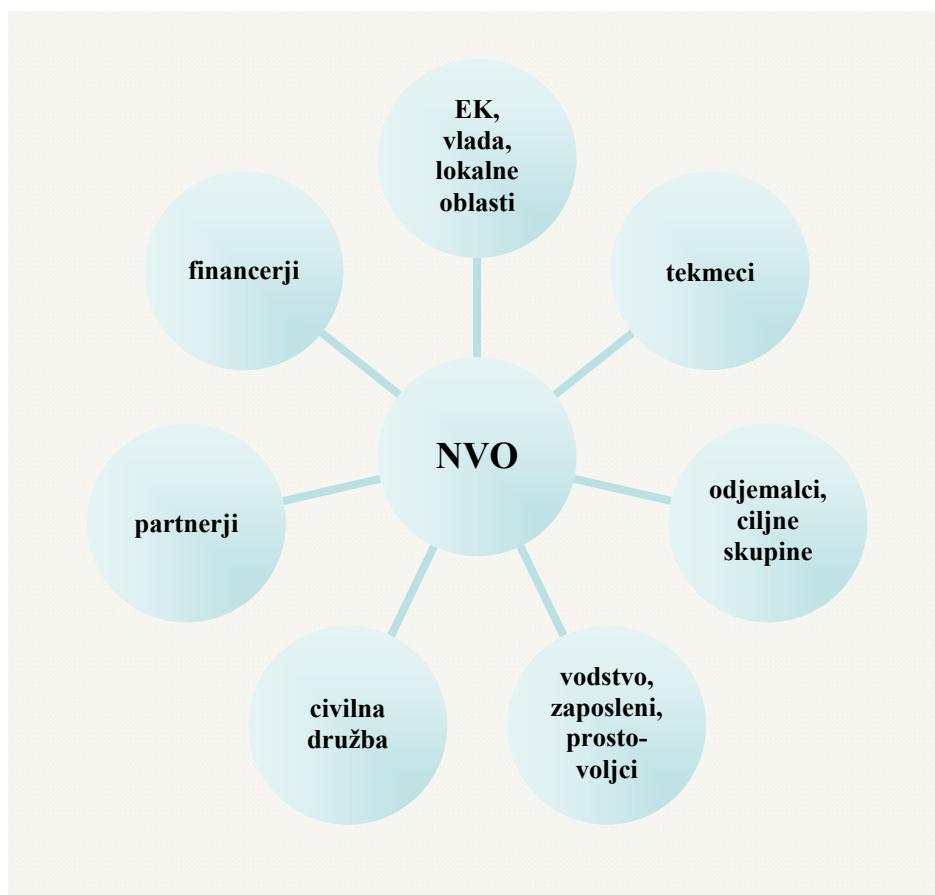 EK,
vlada,
lokalne
oblasti
financerji
tekmeci
NVO
partnerji
odjemalci,
ciljne
skupine
civilna
družba
vodstvo,
zaposleni,
prosto-
voljci